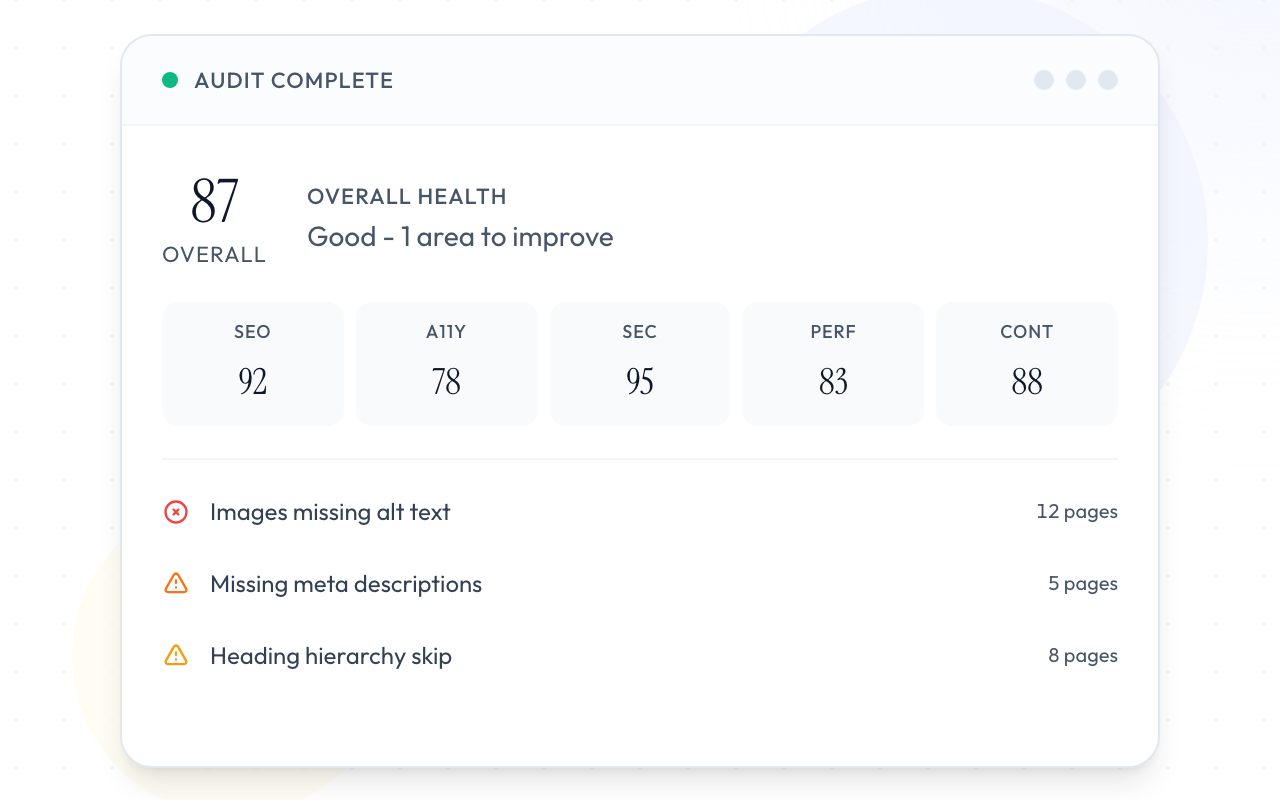 AUDIT COMPLETE
87
OVERALL
OVERALL HEALTH
Good - 1 area to improve
SEO
92
A11Y
78
SEC
95
PERF
83
CONT
88
Images missing alt text 12 pages
Missing meta descriptions 5 pages
Heading hierarchy skip 8 pages